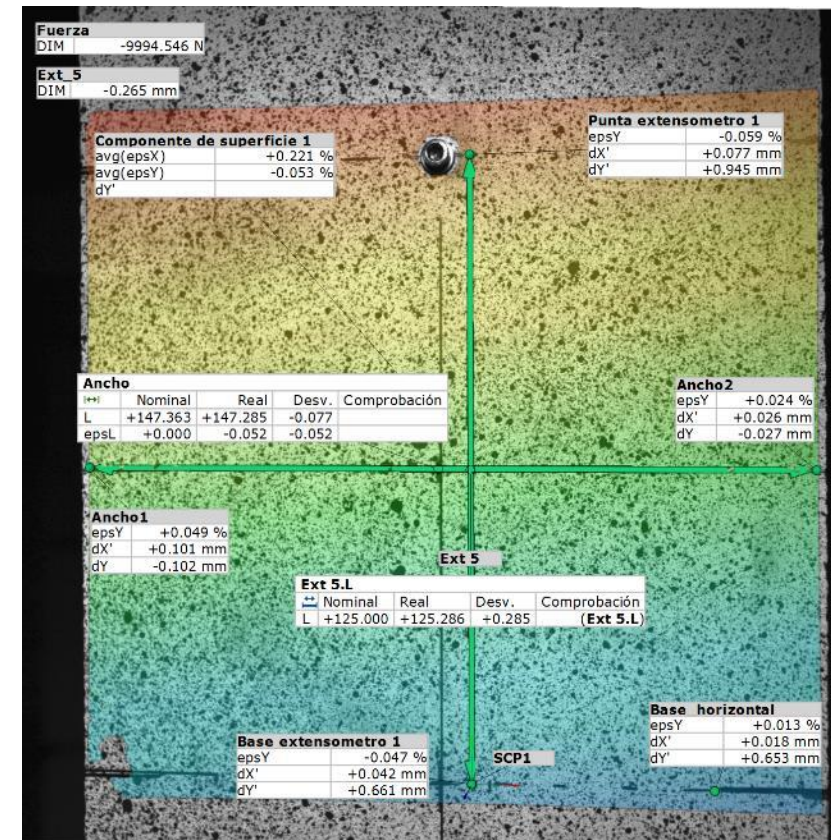 Fuerza
DIM -9994.546 N
Ext_5
DIM -0.265 mm
Punta extensometro 1
epsY -0.059 %
dX' +0.077 mm
dY' +0.945 mm
Componente de superficie 1
avg(epsX) +0.221 %
avg(epsY) -0.053 %
dY'
Ancho
Nominal Real Desv. Comprobación
L +147.363 +147.285 -0.077
epsL +0.000 -0.052 -0.052
Ancho2
epsY +0.024 %
dX' +0.026 mm
dY -0.027 mm
Ancho1
epsY +0.049 %
dX' +0.101 mm
dY -0.102 mm
Ext 5
Ext 5.L
Nominal Real Desv. Comprobación
L +125.000 +125.286 +0.285 (Ext 5.L)
Base horizontal
epsY +0.013 %
dX' +0.018 mm
dY' +0.653 mm
Base extensometro 1
epsY -0.047 %
dX' +0.042 mm
dY' +0.661 mm
SCP1